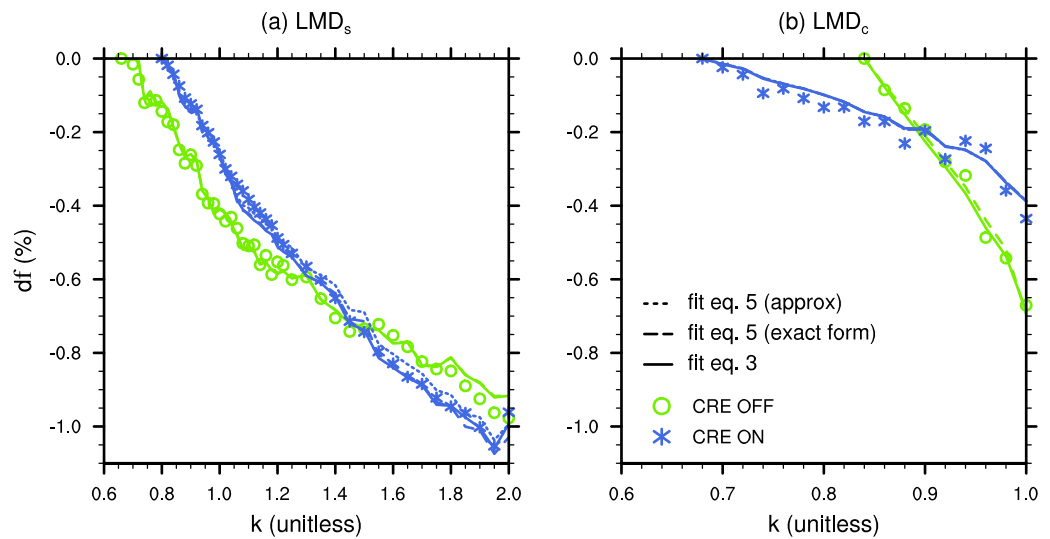 (a) LMDs
(b) LMDc
df (%)
0.0
-0.2
-0.4
-0.6
-0.8
-1.0
0.6 0.8 1.0 1.2 1.4 1.6 1.8 2.0
k (unitless)
0.0
-0.2
-0.4
-0.6
-0.8
-1.0
fit eq. 5 (approx)
fit eq. 5 (exact form)
fit eq. 3
CRE OFF
CRE ON
0.6 0.6 0.8 0.9 1.0
k (unitless)